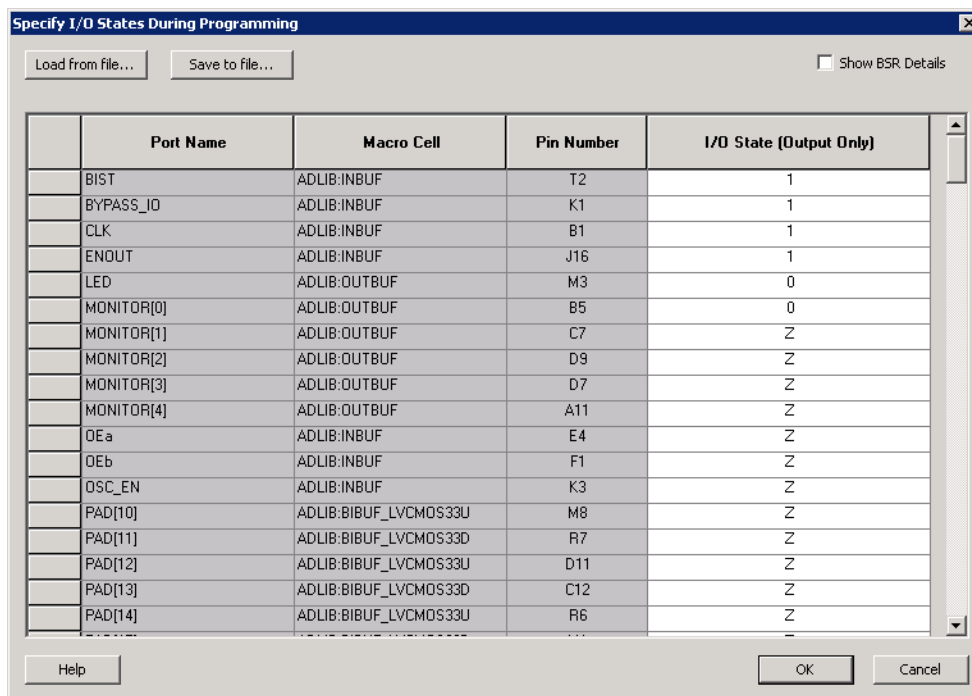 Specify I/O States During Programming
Load from file... Save to file... Show BSR Details
Port Name Macro Cell Pin Number I/O State (Output Only)
BIST ADLIB:INBUF T2 1
BYPASS_IO ADLIB:INBUF K1 1
CLK ADLIB:INBUF B1 1
ENOUT ADLIB:INBUF J16 1
LED ADLIB:OUTBUF M3 0
MONITOR[0] ADLIB:OUTBUF B5 0
MONITOR[1] ADLIB:OUTBUF C7 Z
MONITOR[2] ADLIB:OUTBUF D9 Z
MONITOR[3] ADLIB:OUTBUF D7 Z
MONITOR[4] ADLIB:OUTBUF A11 Z
OEa ADLIB:INBUF E4 Z
OEb ADLIB:INBUF F1 Z
OSC_EN ADLIB:INBUF K3 Z
PAD[10] ADLIB:BIBUF_LVCMOS33U M8 Z
PAD[11] ADLIB:BIBUF_LVCMOS33D R7 Z
PAD[12] ADLIB:BIBUF_LVCMOS33U D11 Z
PAD[13] ADLIB:BIBUF_LVCMOS33D C12 Z
PAD[14] ADLIB:BIBUF_LVCMOS33U R6 Z
Help OK Cancel